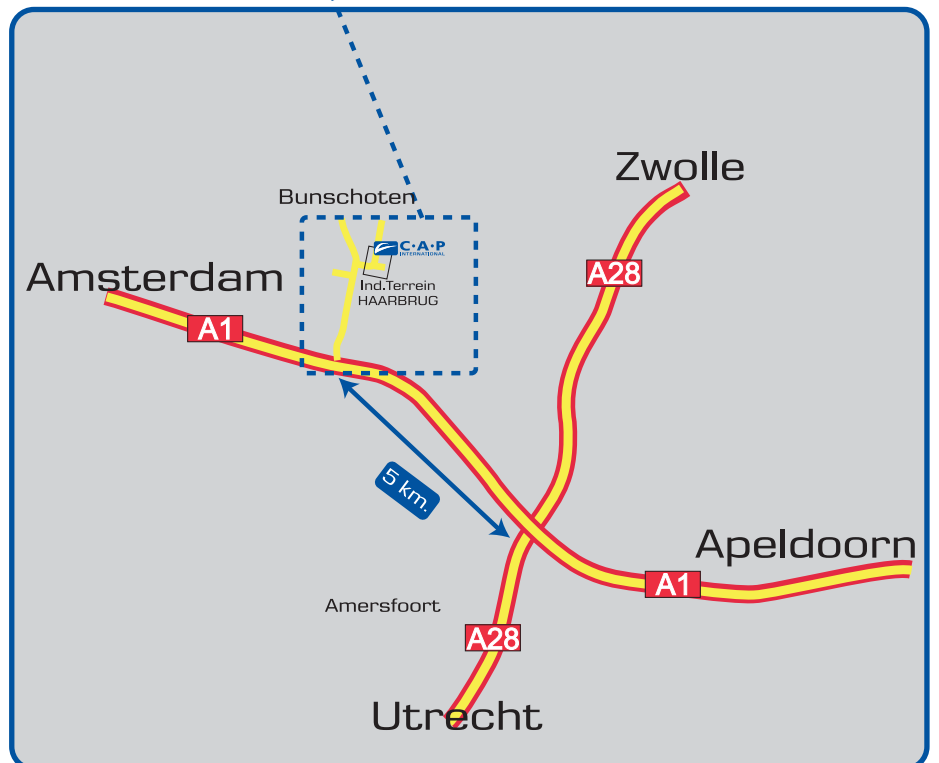 Zwolle
Bunschoten
C·A·P
INTERNATIONAL
Amsterdam
A28
Ind.Terrein
HAARBRUG
A1
5 km.
Apeldoorn
A1
Amersfoort
A28
Utrecht